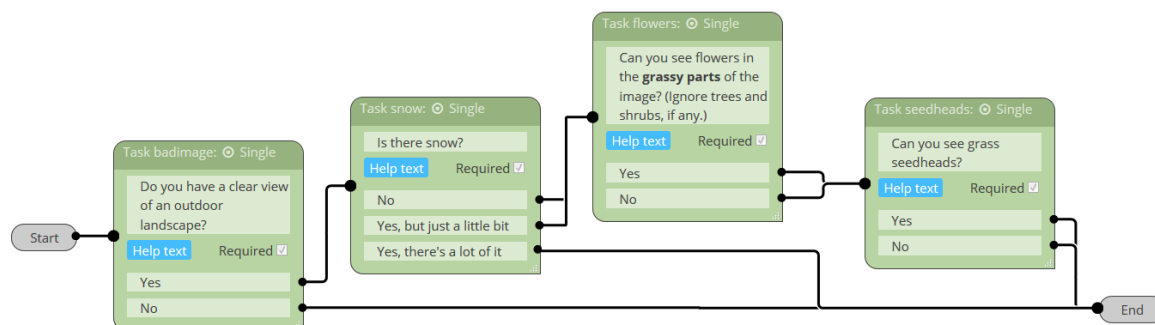 Start
Task badimage: Single
Do you have a clear view
of an outdoor
landscape?
Help text
Required
Yes
No
Task snow: Single
Is there snow?
Help text
Required
No
Yes, but just a little bit
Yes, there's a lot of it
Task flowers: Single
Can you see flowers in
the grassy parts of the
image? (Ignore trees and
shrubs, if any.)
Help text
Required
Yes
No
Task seedheads: Single
Can you see grass
seedheads?
Help text
Required
Yes
No
End